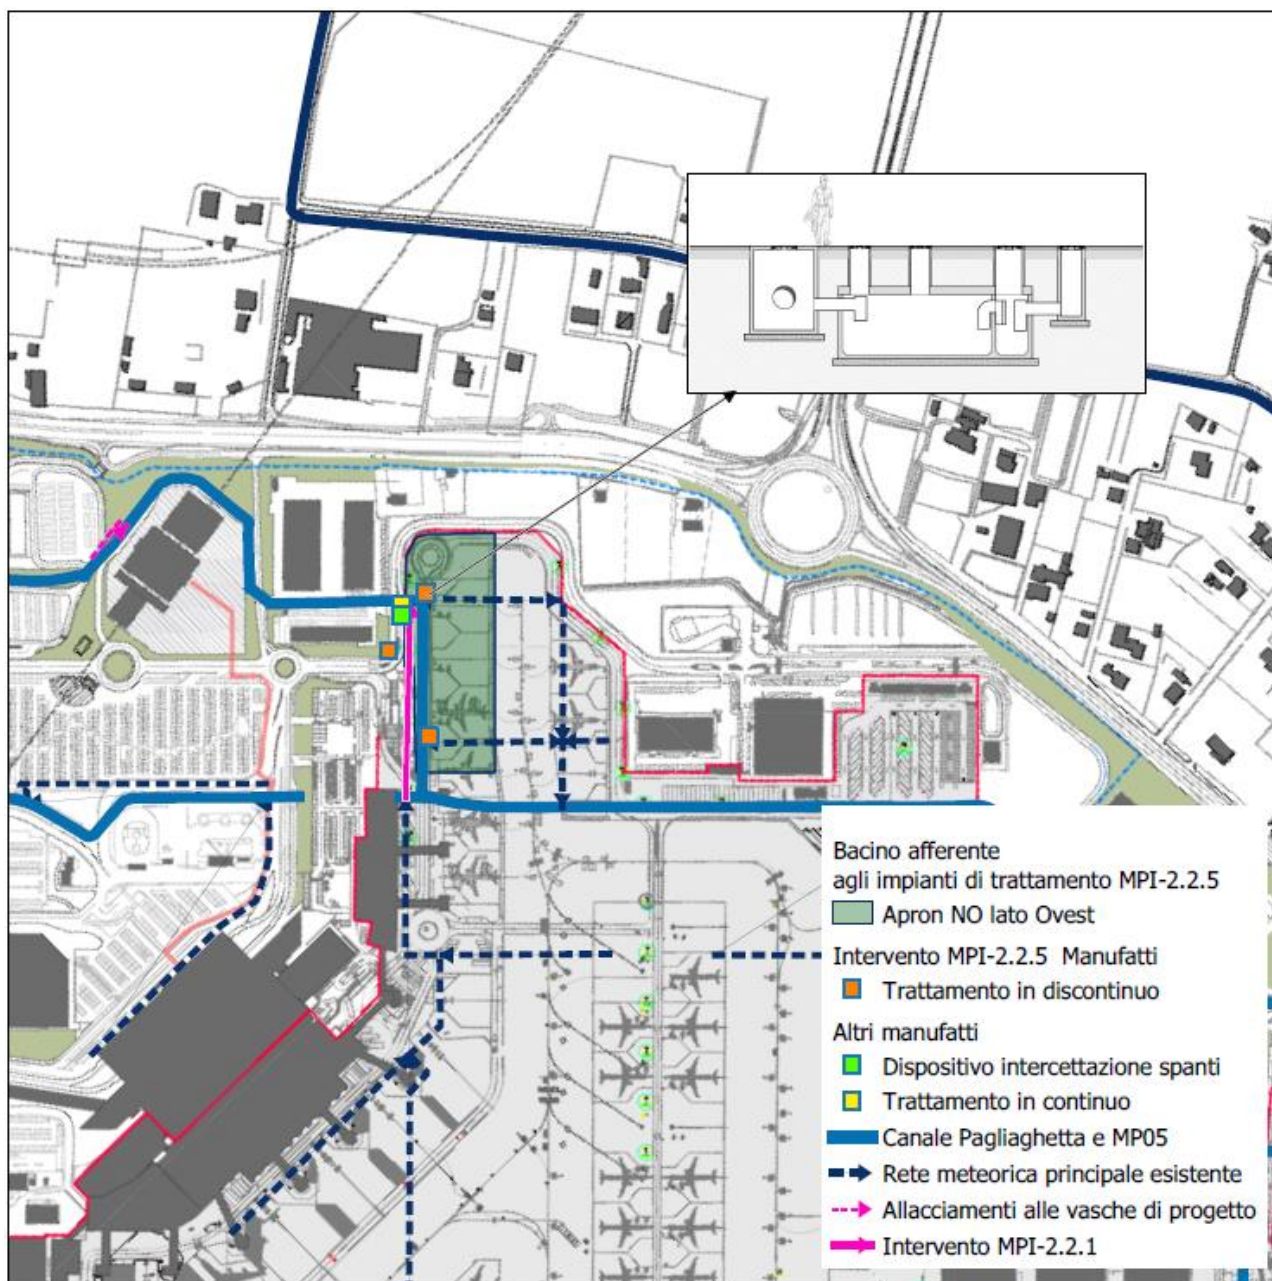 Bacino afferente
agli impianti di trattamento MPI-2.2.5
Apron NO lato Ovest
Intervento MPI-2.2.5 Manufatti
Trattamento in discontinuo
Altri manufatti
Dispositivo intercettazione spanti
Trattamento in continuo
Canale Pagliaghetta e MP05
Rete meteorica principale esistente
Allacciamenti alle vasche di progetto
Intervento MPI-2.2.1